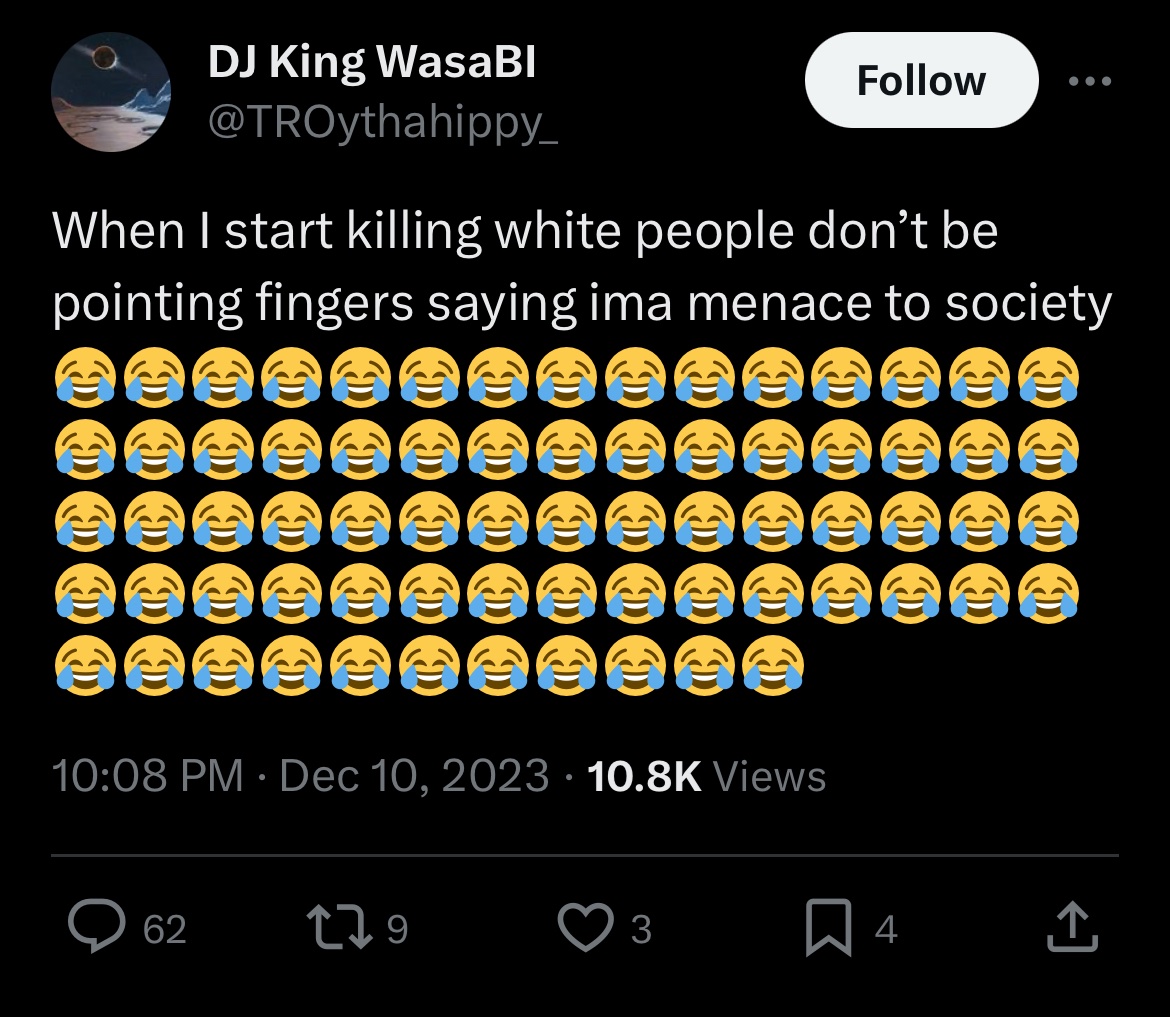 DJ King WasaBI
@TROythahippy_
Follow
When I start killing white people don’t be
pointing fingers saying ima menace to society
😂😂😂😂😂😂😂😂😂😂😂😂😂😂😂
😂😂😂😂😂😂😂😂😂😂😂😂😂😂😂
😂😂😂😂😂😂😂😂😂😂😂😂😂😂😂
😂😂😂😂😂😂😂😂😂😂😂😂😂😂😂
😂😂😂😂😂😂😂😂😂😂😂
10:08 PM · Dec 10, 2023 · 10.8K Views
62 9 3 4